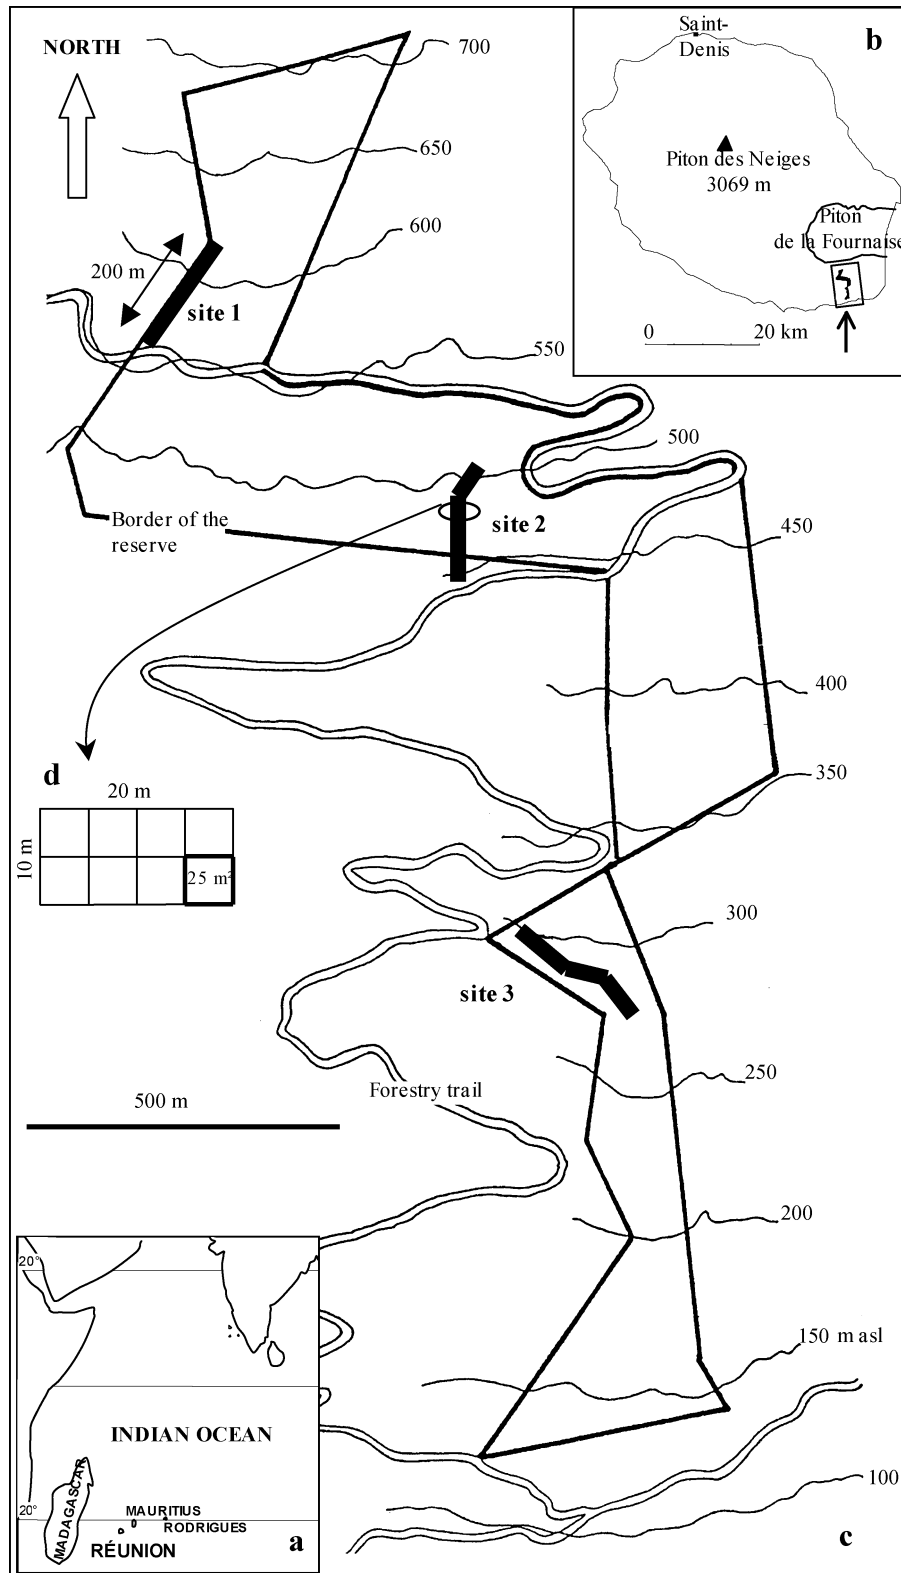 NORTH
700
650
600
200 m
site 1
550
500
site 2
Border of the
reserve
450
400
350
d
20 m
10 m
25 m²
300
site 3
250
Forestry trail
500 m
200
150 m asl
100
c
Saint-
Denis
b
Piton des Neiges
3069 m
Piton
de la Fournaise
0
20 km
20°
INDIAN OCEAN
MADAGASCAR
20°
MAURITIUS
RODRIGUES
RÉUNION
a